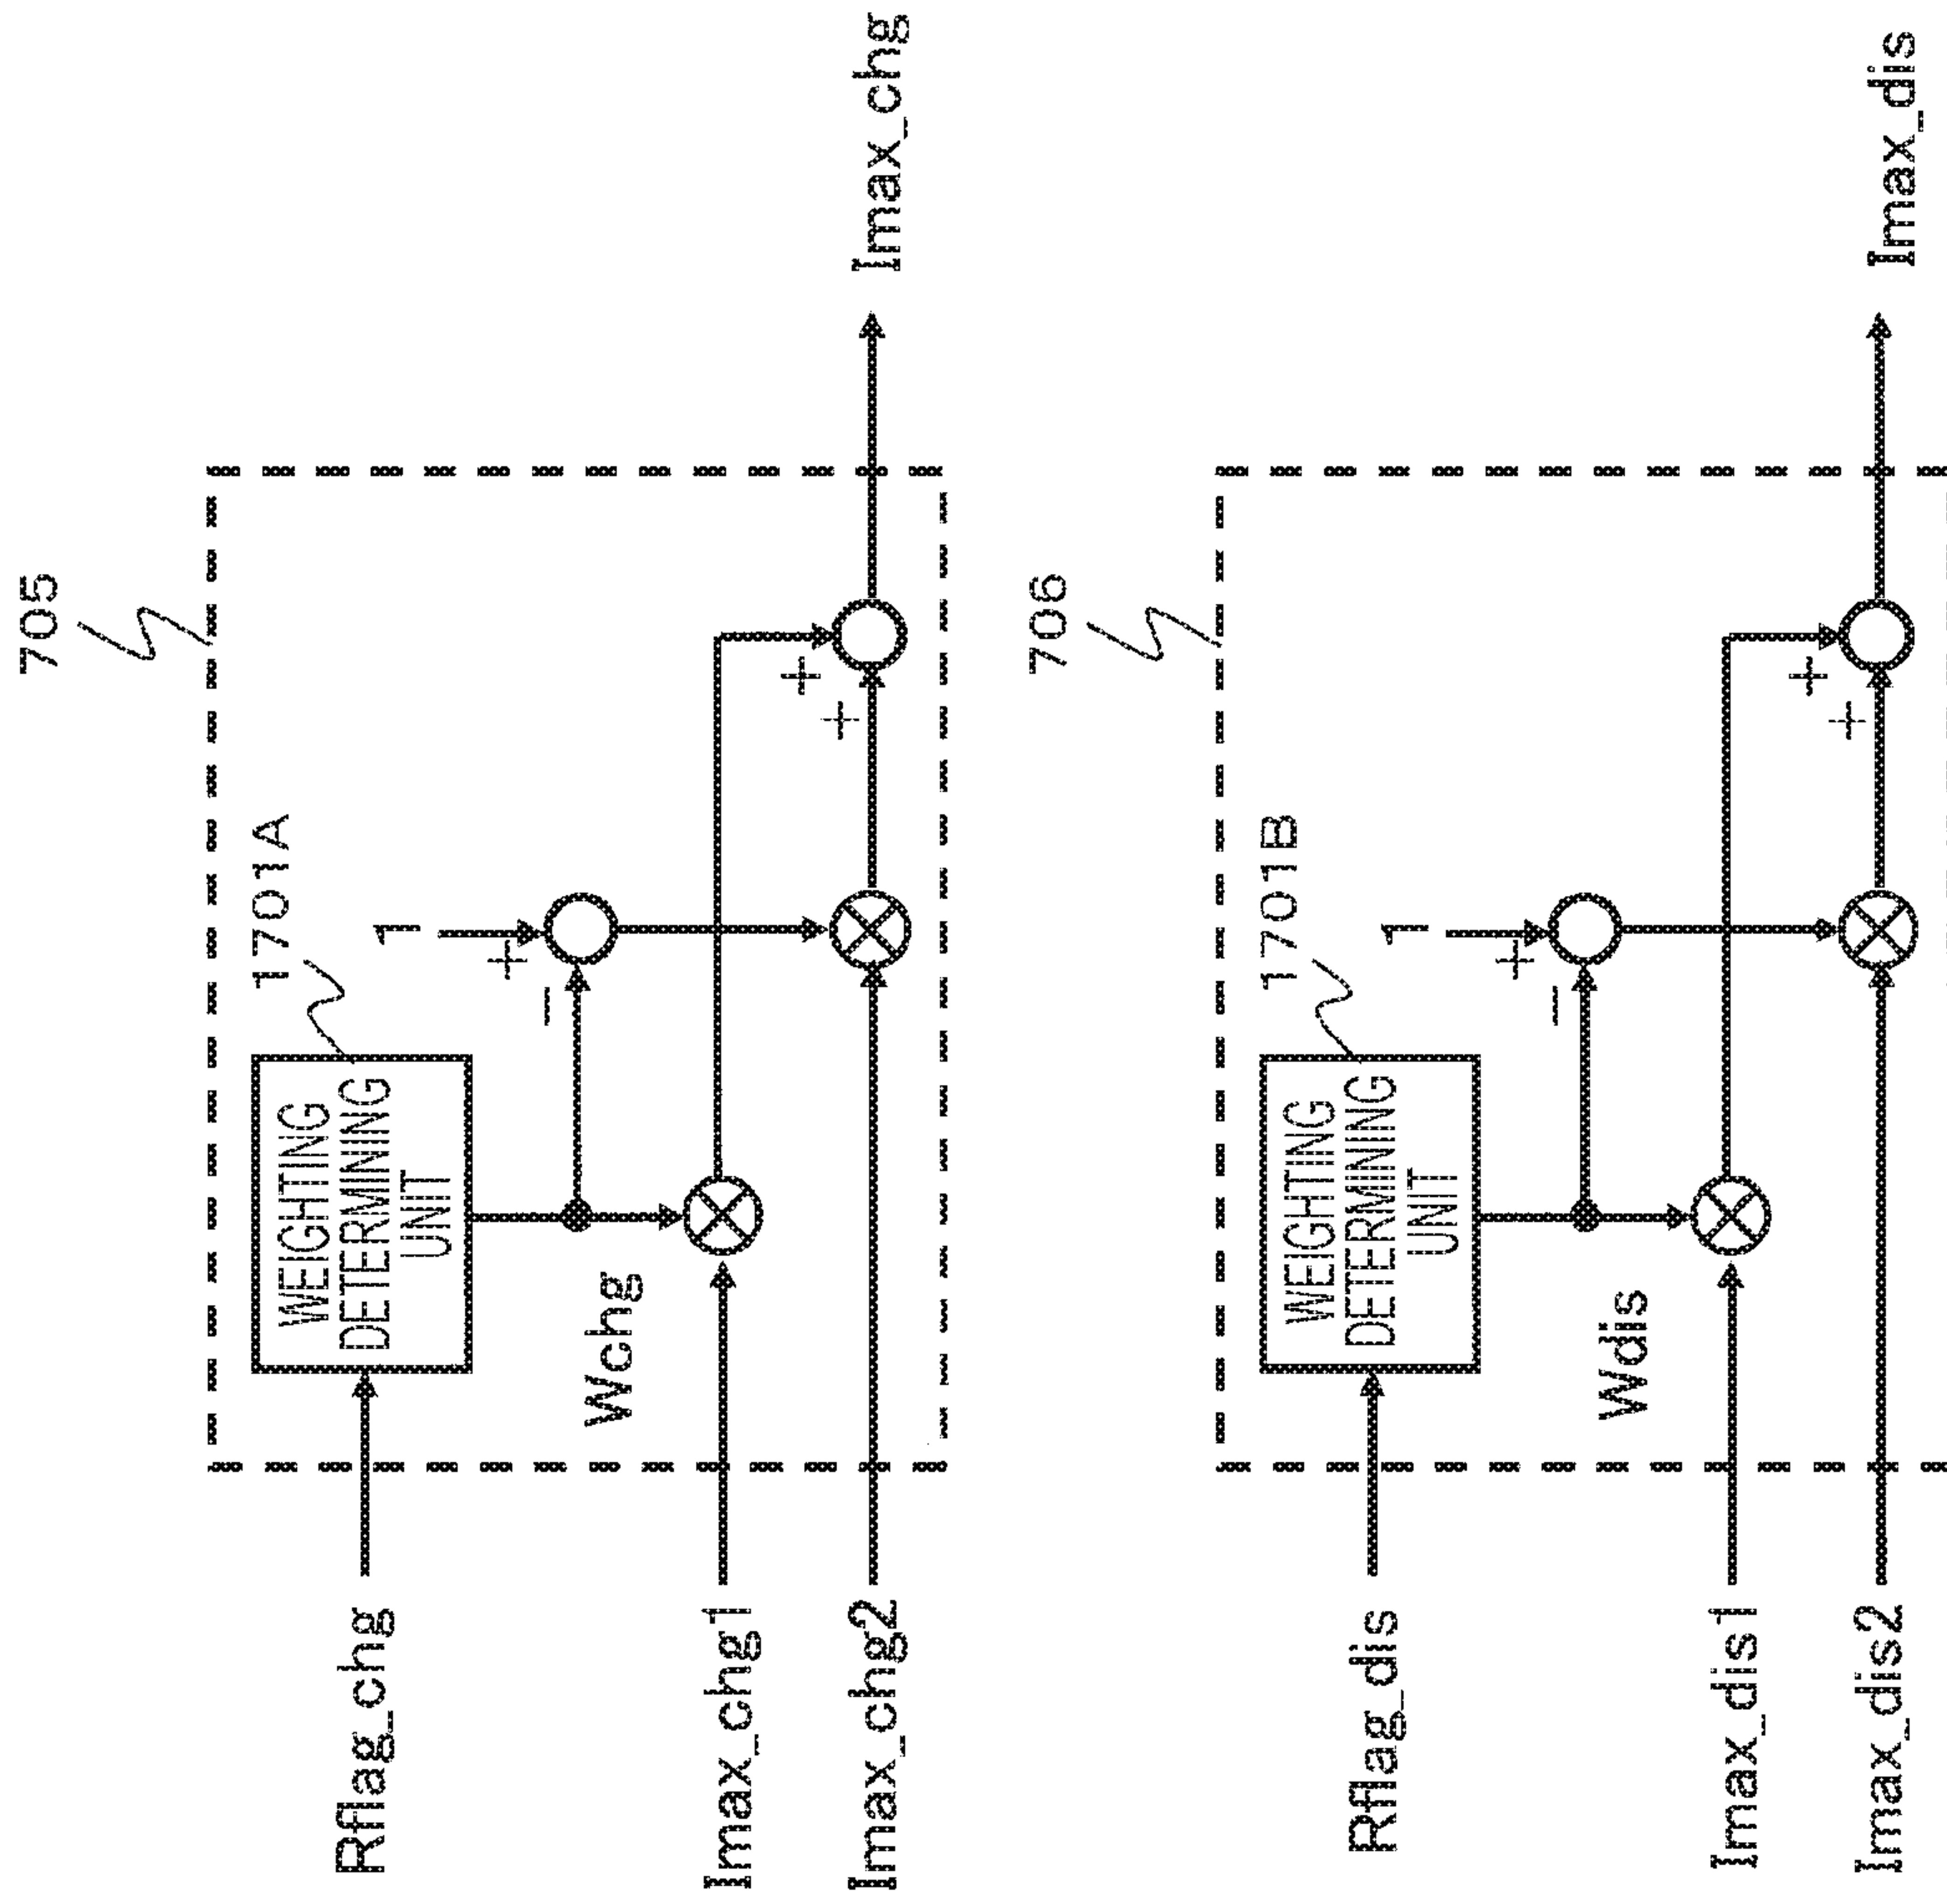 705
1701A
WEIGHTING
DETERMINING
UNIT
1
+
−
Rflag_chg
Wchg
Imax_chg1
Imax_chg2
+
+
Imax_chg
706
1701B
WEIGHTING
DETERMINING
UNIT
1
+
−
Rflag_dis
Wdis
Imax_dis1
Imax_dis2
+
+
Imax_dis